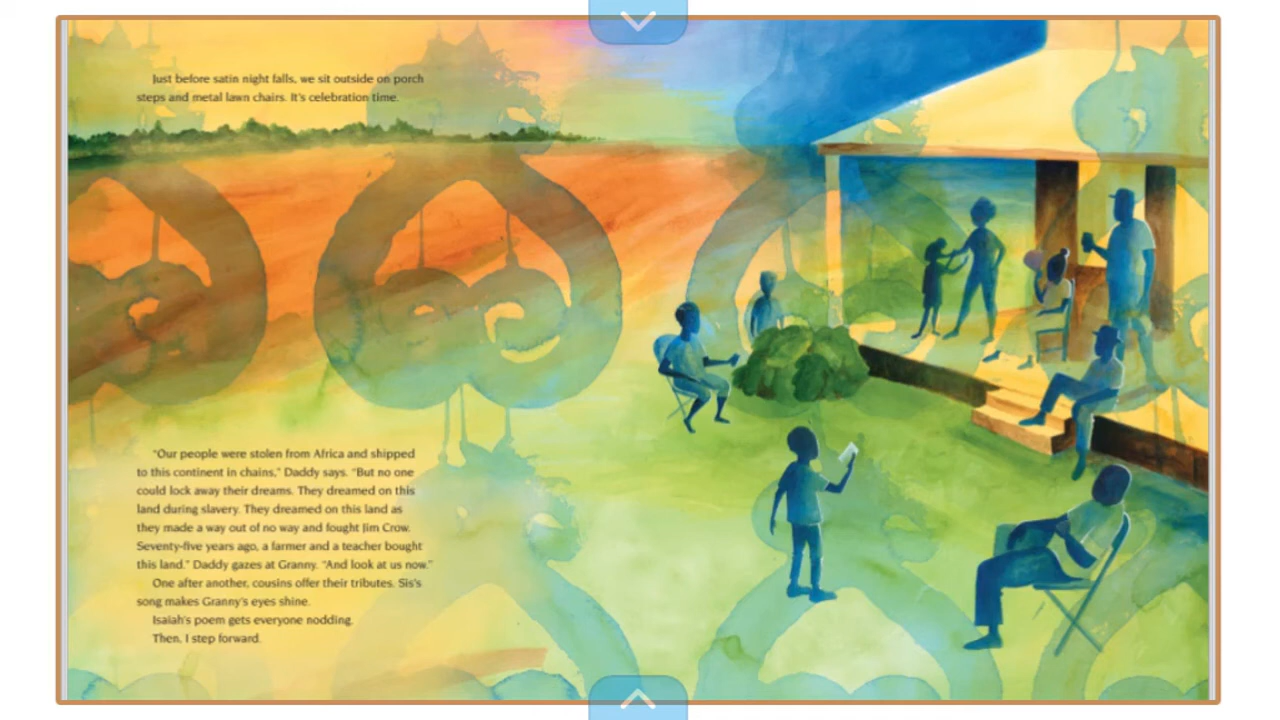 Just before satin night falls, we sit outside on porch
steps and metal lawn chairs. It's celebration time.
"Our people were stolen from Africa and shipped
to this continent in chains," Daddy says. "But no one
could lock away their dreams. They dreamed on this
land during slavery. They dreamed on this land as
they made a way out of no way and fought Jim Crow.
Seventy-five years ago, a farmer and a teacher bought
this land." Daddy gazes at Granny. "And look at us now."
One after another, cousins offer their tributes. Sis's
song makes Granny's eyes shine.
Isaiah's poem gets everyone nodding.
Then, I step forward.